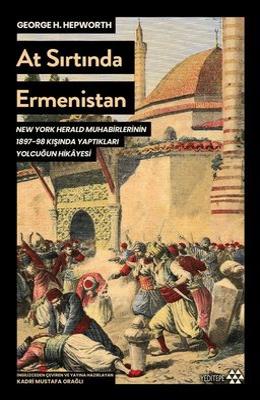 GEORGE H. HEPWORTH
At Sırtında
Ermenistan
NEW YORK HERALD MUHABİRLERİNİN
1897-98 KIŞINDA YAPTIKLARI
YOLCUĞUN HİKÂYESİ
İNGİLİZCEDEN ÇEVİREN VE YAYINA HAZIRLAYAN
KADRİ MUSTAFA ORAĞLI
YEDİTEPE